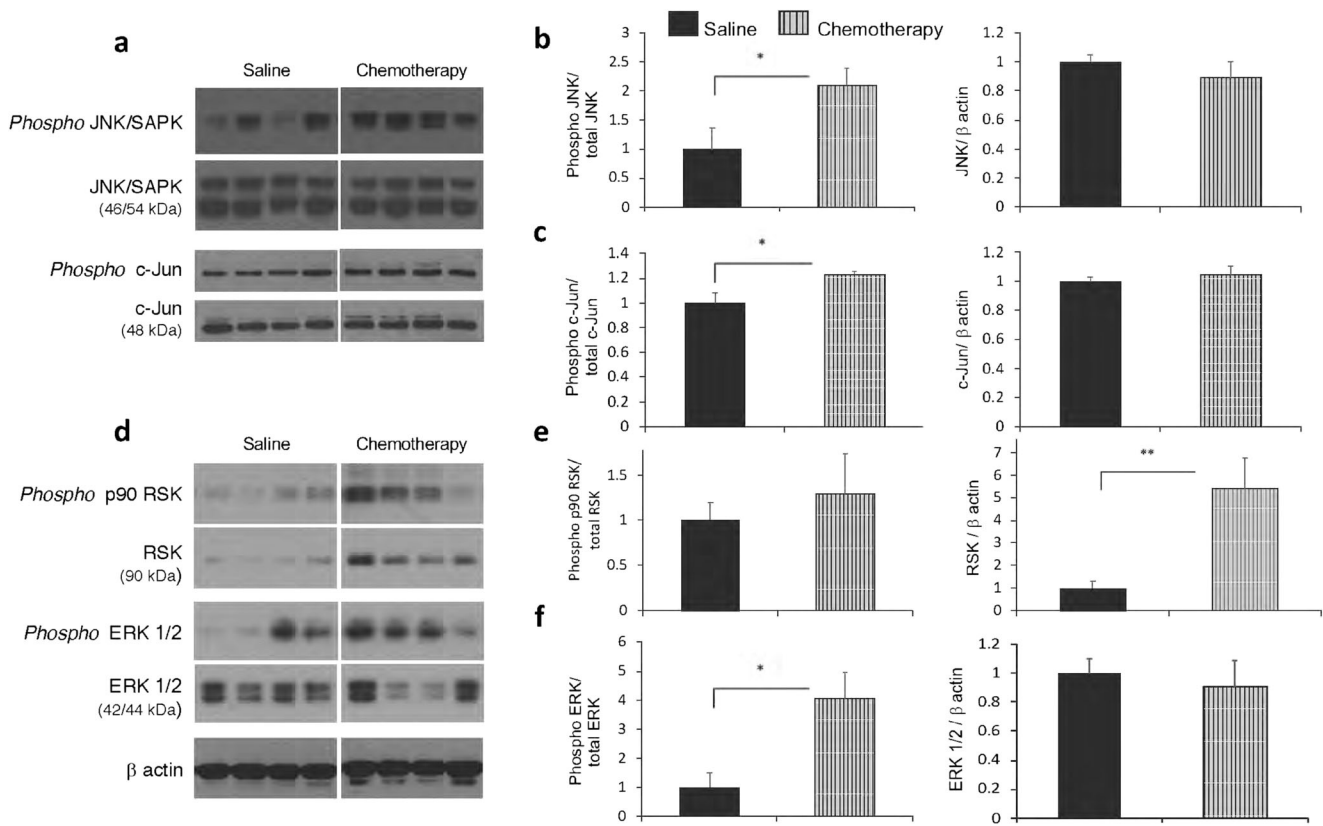 a
Saline Chemotherapy
Phospho JNK/SAPK
JNK/SAPK
(46/54 kDa)
Phospho c-Jun
c-Jun
(48 kDa)
d
Saline Chemotherapy
Phospho p90 RSK
RSK
(90 kDa)
Phospho ERK 1/2
ERK 1/2
(42/44 kDa)
β actin
Saline Chemotherapy
b
Phospho JNK/
total JNK
3
2.5
2
1.5
1
0.5
0
*
JNK/ β actin
1.2
1
0.8
0.6
0.4
0.2
0
c
Phospho c-Jun/
total c-Jun
1.4
1.2
1
0.8
0.6
0.4
0.2
0
*
c-Jun/ β actin
1.2
1
0.8
0.6
0.4
0.2
0
e
Phospho p90 RSK/
total RSK
1.5
1
0.5
0
RSK / β actin
8
7
6
5
4
3
2
1
0
**
f
Phospho ERK/
total ERK
6
5
4
3
2
1
0
*
ERK 1/2 / β actin
1.2
1
0.8
0.6
0.4
0.2
0